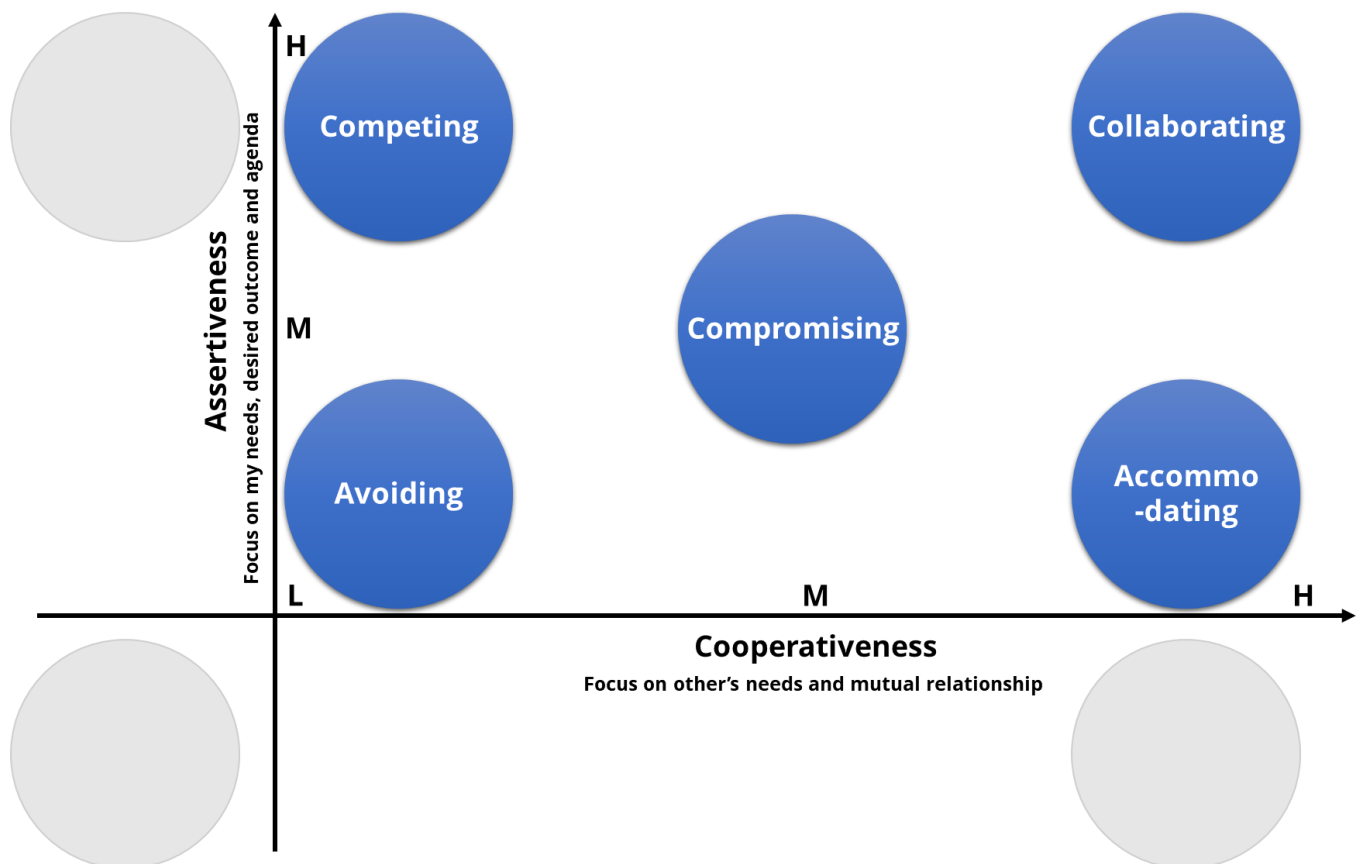 H
Competing
Collaborating
Assertiveness
Focus on my needs, desired outcome and agenda
M
Compromising
Avoiding
Accommo
-dating
L
M
H
Cooperativeness
Focus on other’s needs and mutual relationship